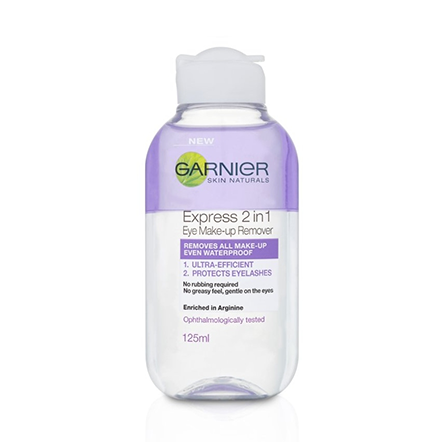 NEW
GARNIER
SKIN NATURALS
Express 2 in 1
Eye Make-up Remover
REMOVES ALL MAKE-UP
EVEN WATERPROOF
1. ULTRA-EFFICIENT
2. PROTECTS EYELASHES
No rubbing required
No greasy feel, gentle on the eyes
Enriched in Arginine
Ophthalmologically tested
125ml